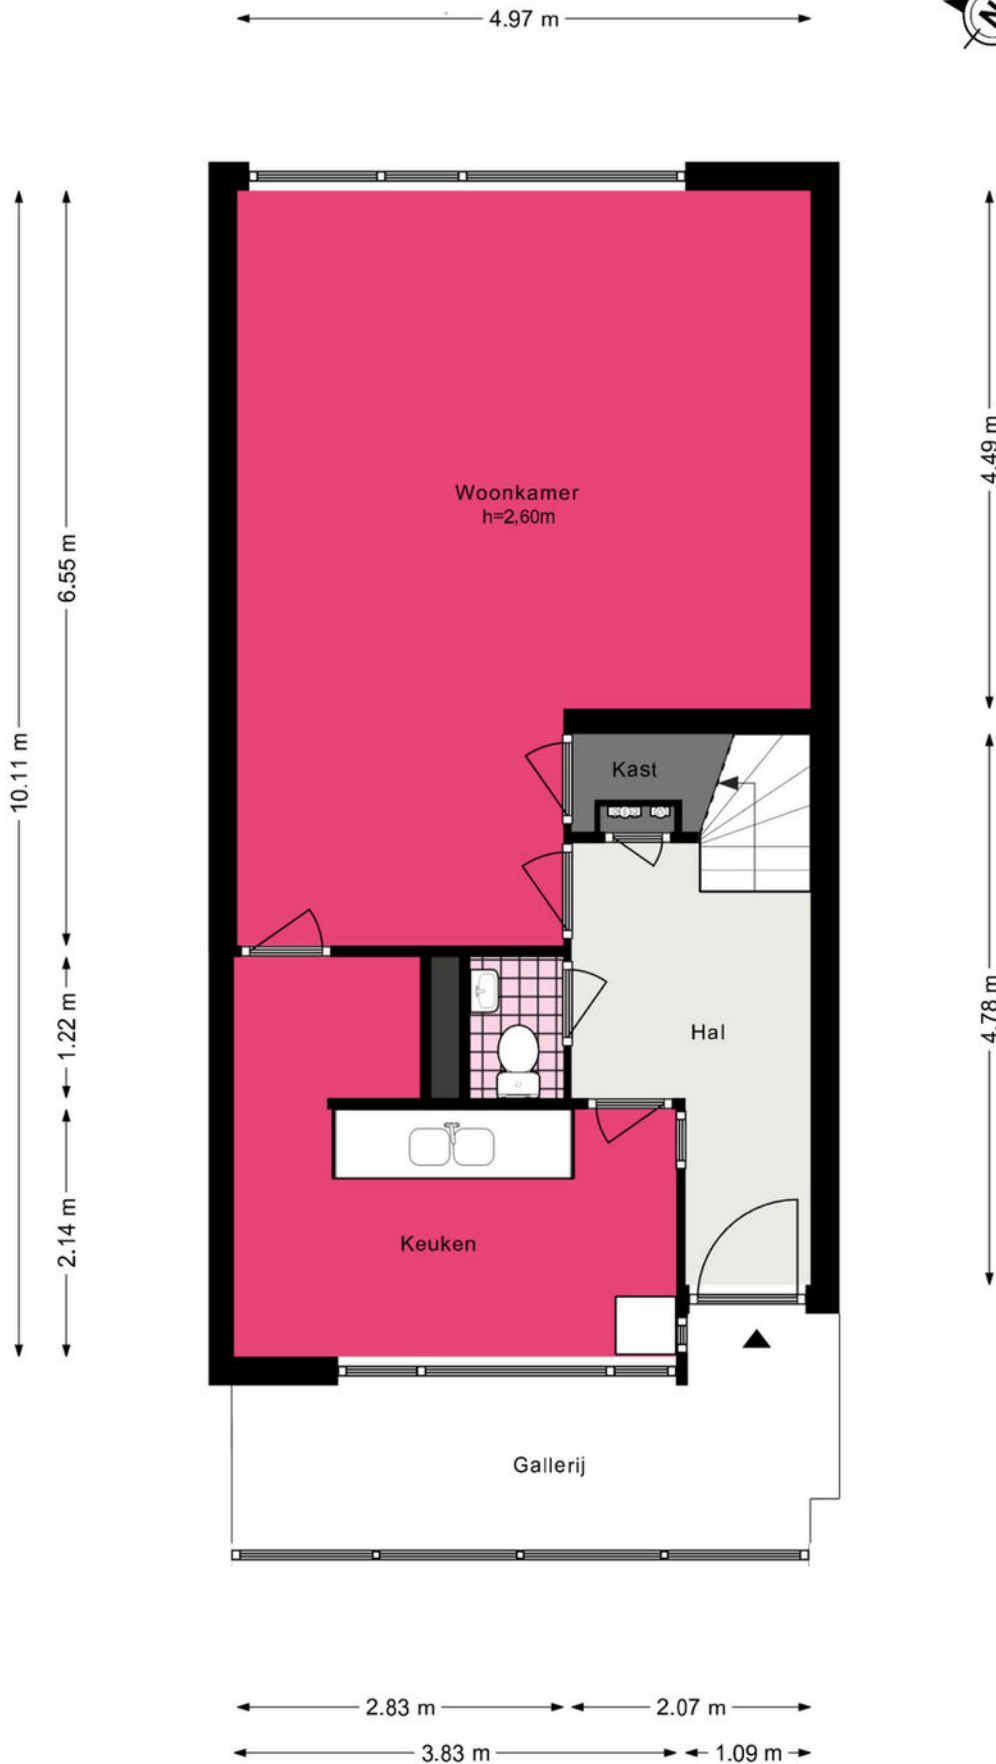 4.97 m
N
Woonkamer
h=2,60m
4.49 m
6.55 m
10.11 m
Kast
1.22 m
Hal
4.78 m
2.14 m
Keuken
Gallerij
2.83 m
2.07 m
3.83 m
1.09 m